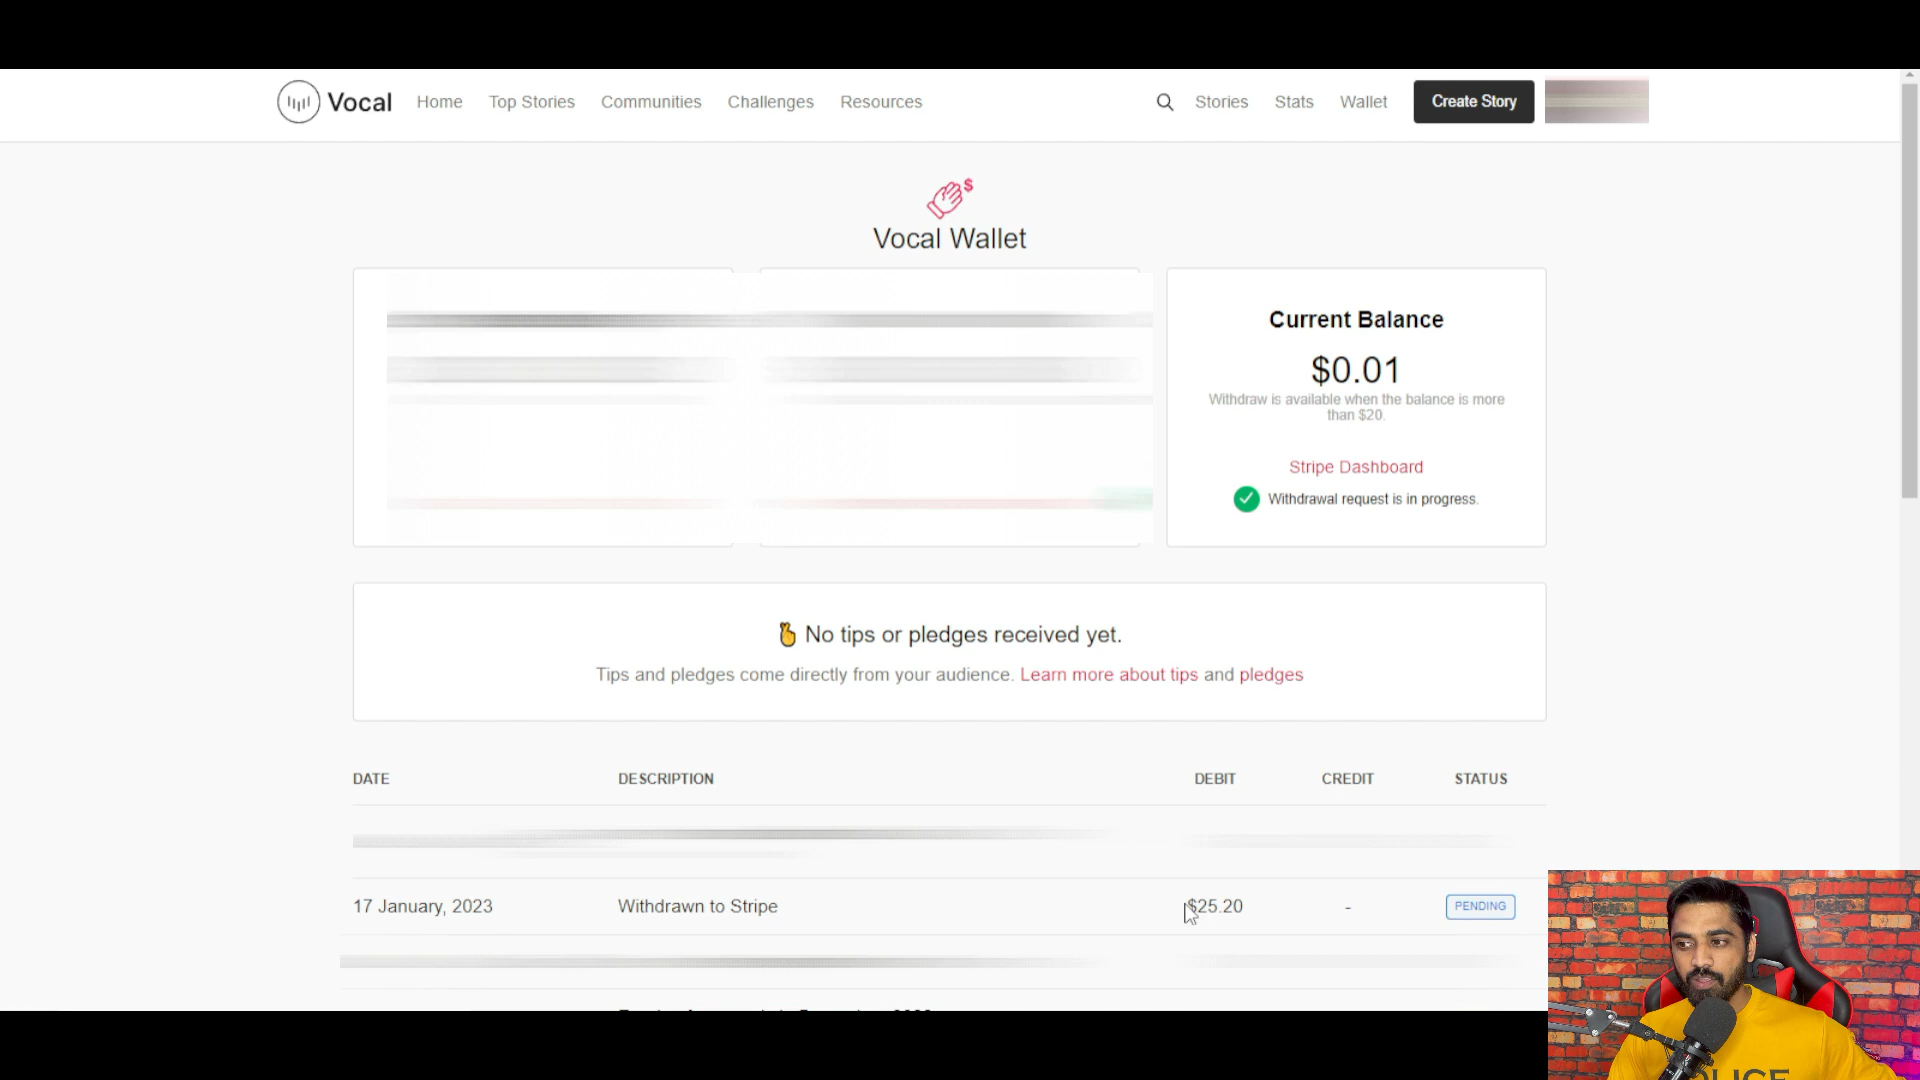 Vocal Home Top Stories Communities Challenges Resources Stories Stats Wallet Create Story
$
Vocal Wallet
Current Balance
$0.01
Withdraw is available when the balance is more
than $20.
Stripe Dashboard
Withdrawal request is in progress.
No tips or pledges received yet.
Tips and pledges come directly from your audience. Learn more about tips and pledges
DATE DESCRIPTION DEBIT CREDIT STATUS
17 January, 2023 Withdrawn to Stripe $25.20 - PENDING